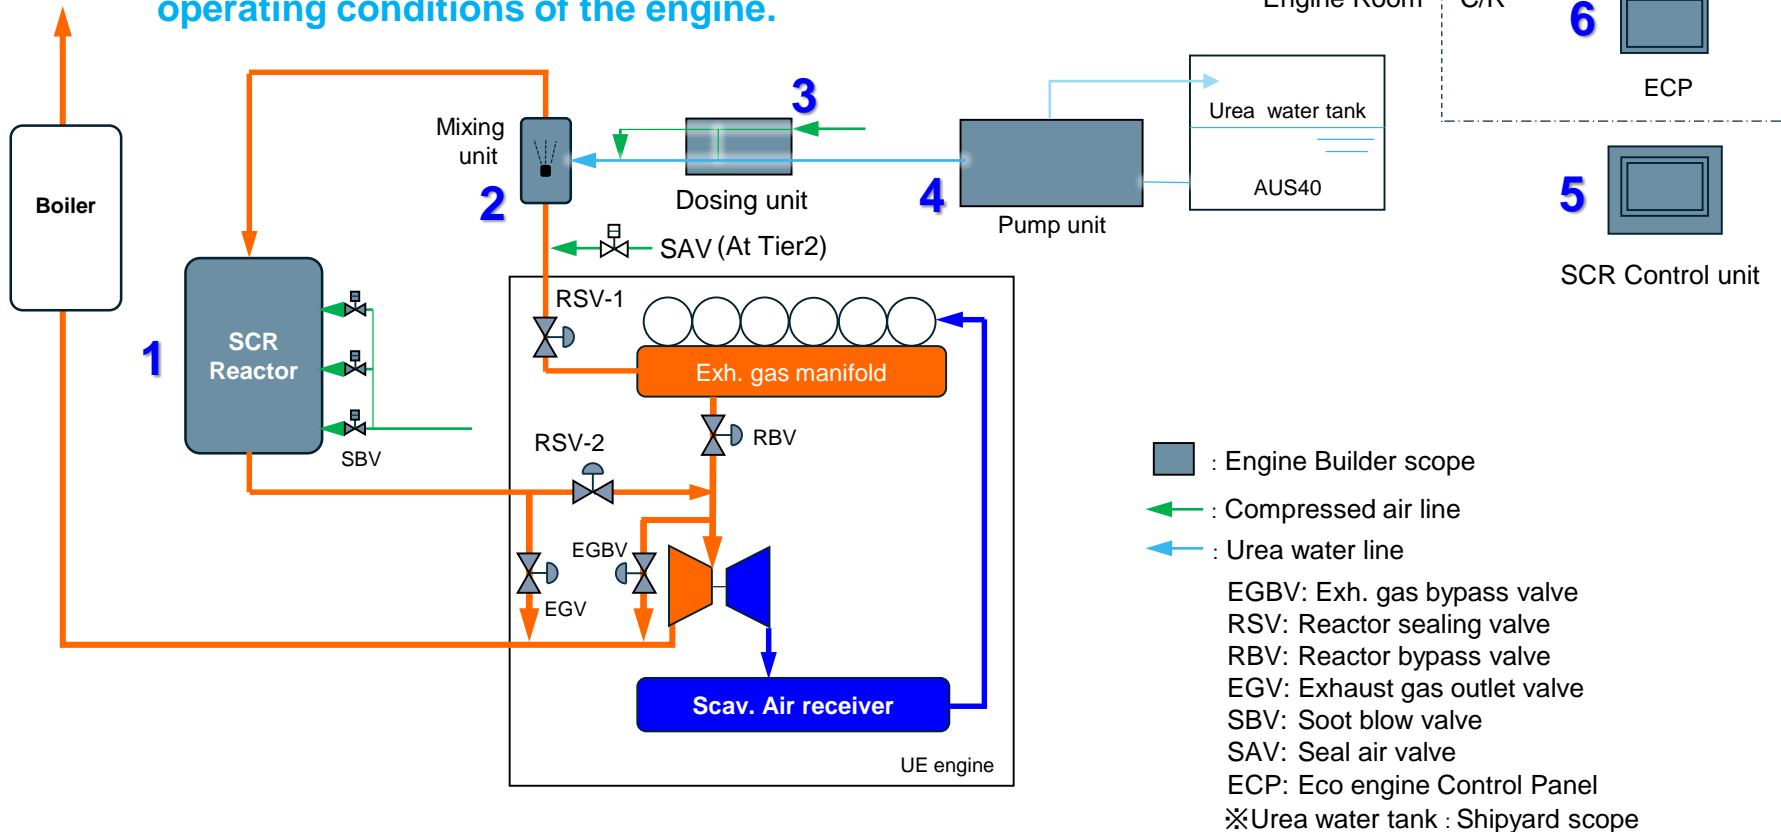 operating conditions of the engine.
Engine Room
C/R
6
ECP
3
Mixing
unit
2
Dosing unit
4
Pump unit
Urea water tank
AUS40
5
SCR Control unit
Boiler
SAV (At Tier2)
1
SCR
Reactor
SBV
RSV-1
Exh. gas manifold
RBV
RSV-2
EGBV
EGV
Scav. Air receiver
UE engine
: Engine Builder scope
: Compressed air line
: Urea water line
EGBV: Exh. gas bypass valve
RSV: Reactor sealing valve
RBV: Reactor bypass valve
EGV: Exhaust gas outlet valve
SBV: Soot blow valve
SAV: Seal air valve
ECP: Eco engine Control Panel
※Urea water tank : Shipyard scope